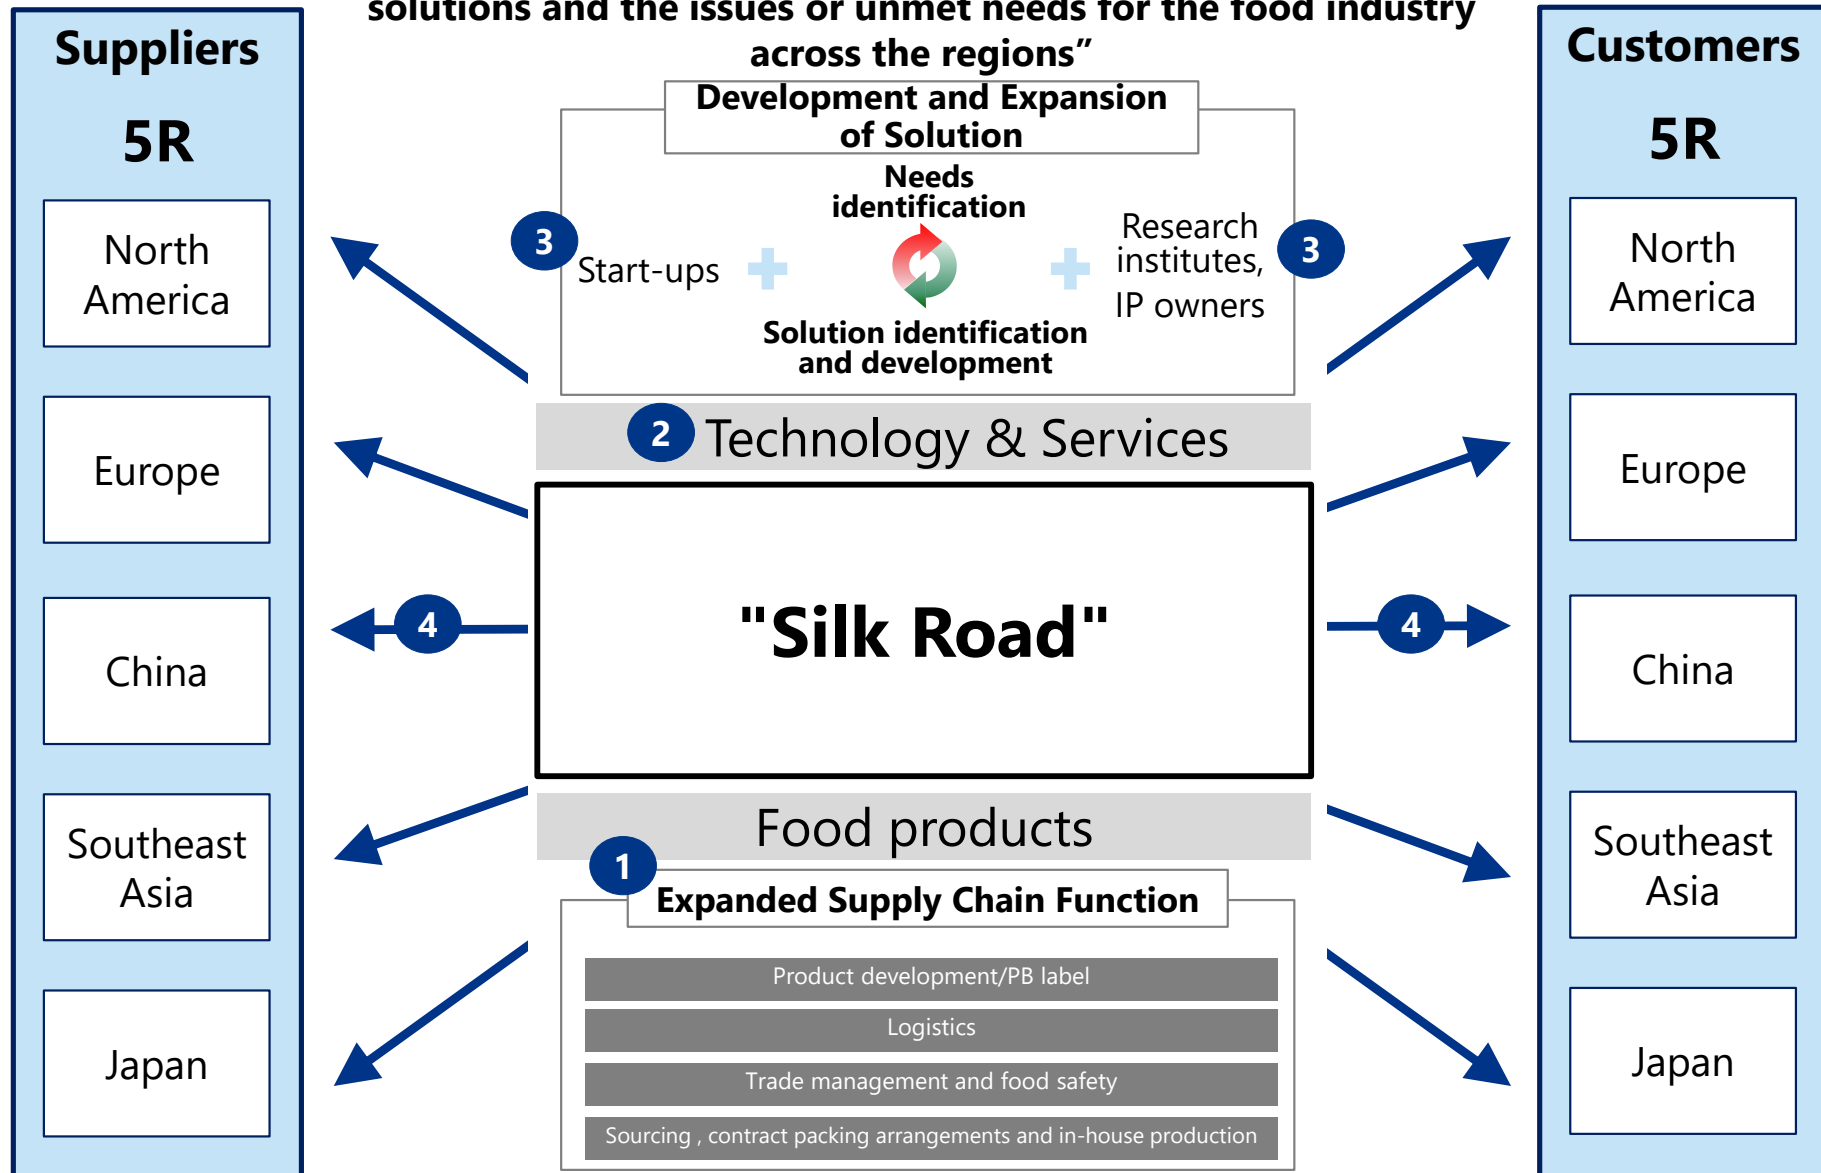 solutions and the issues or unmet needs for the food industry
across the regions”
Suppliers
5R
North
America
Europe
China
Southeast
Asia
Japan
Development and Expansion
of Solution
Needs
identification
3
Start-ups
Research
institutes,
IP owners
3
Solution identification
and development
2
Technology & Services
"Silk Road"
4
4
Food products
1
Expanded Supply Chain Function
Product development/PB label
Logistics
Trade management and food safety
Sourcing , contract packing arrangements and in-house production
Customers
5R
North
America
Europe
China
Southeast
Asia
Japan